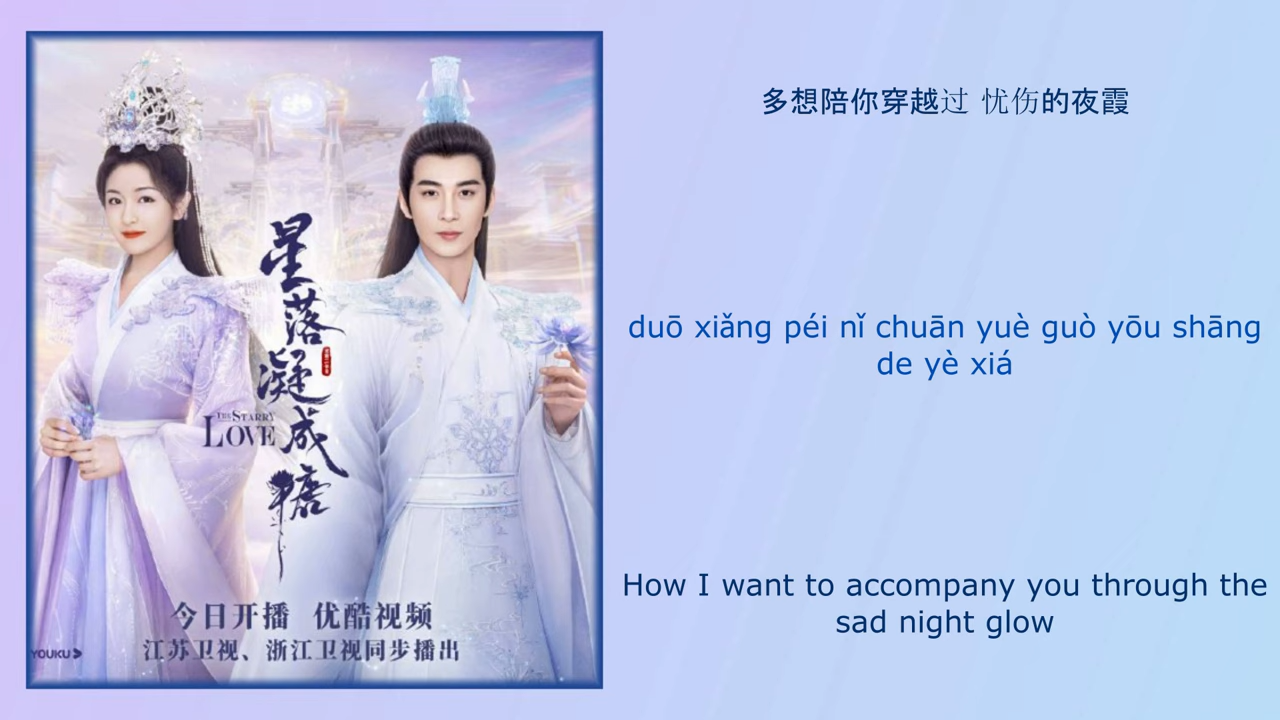 星落凝成糖
THE STARRY
LOVE
今日开播 优酷视频
江苏卫视、浙江卫视同步播出
YOUKU
多想陪你穿越过 忧伤的夜霞
duō xiǎng péi nǐ chuān yuè guò yōu shāng
de yè xiá
How I want to accompany you through the
sad night glow